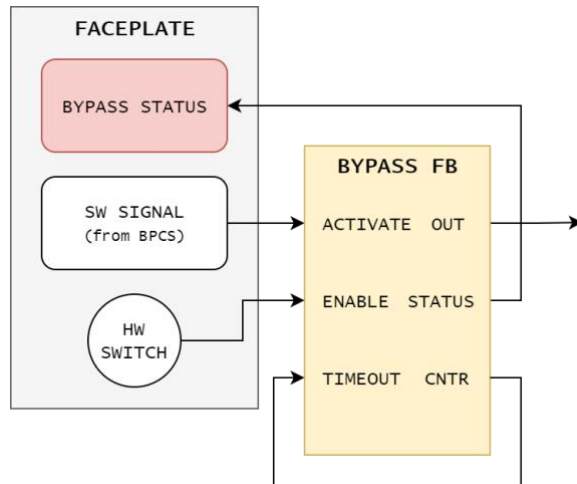 FACEPLATE
BYPASS STATUS
SW SIGNAL
(from BPCS)
HW
SWITCH
BYPASS FB
ACTIVATE OUT
ENABLE STATUS
TIMEOUT CNTR